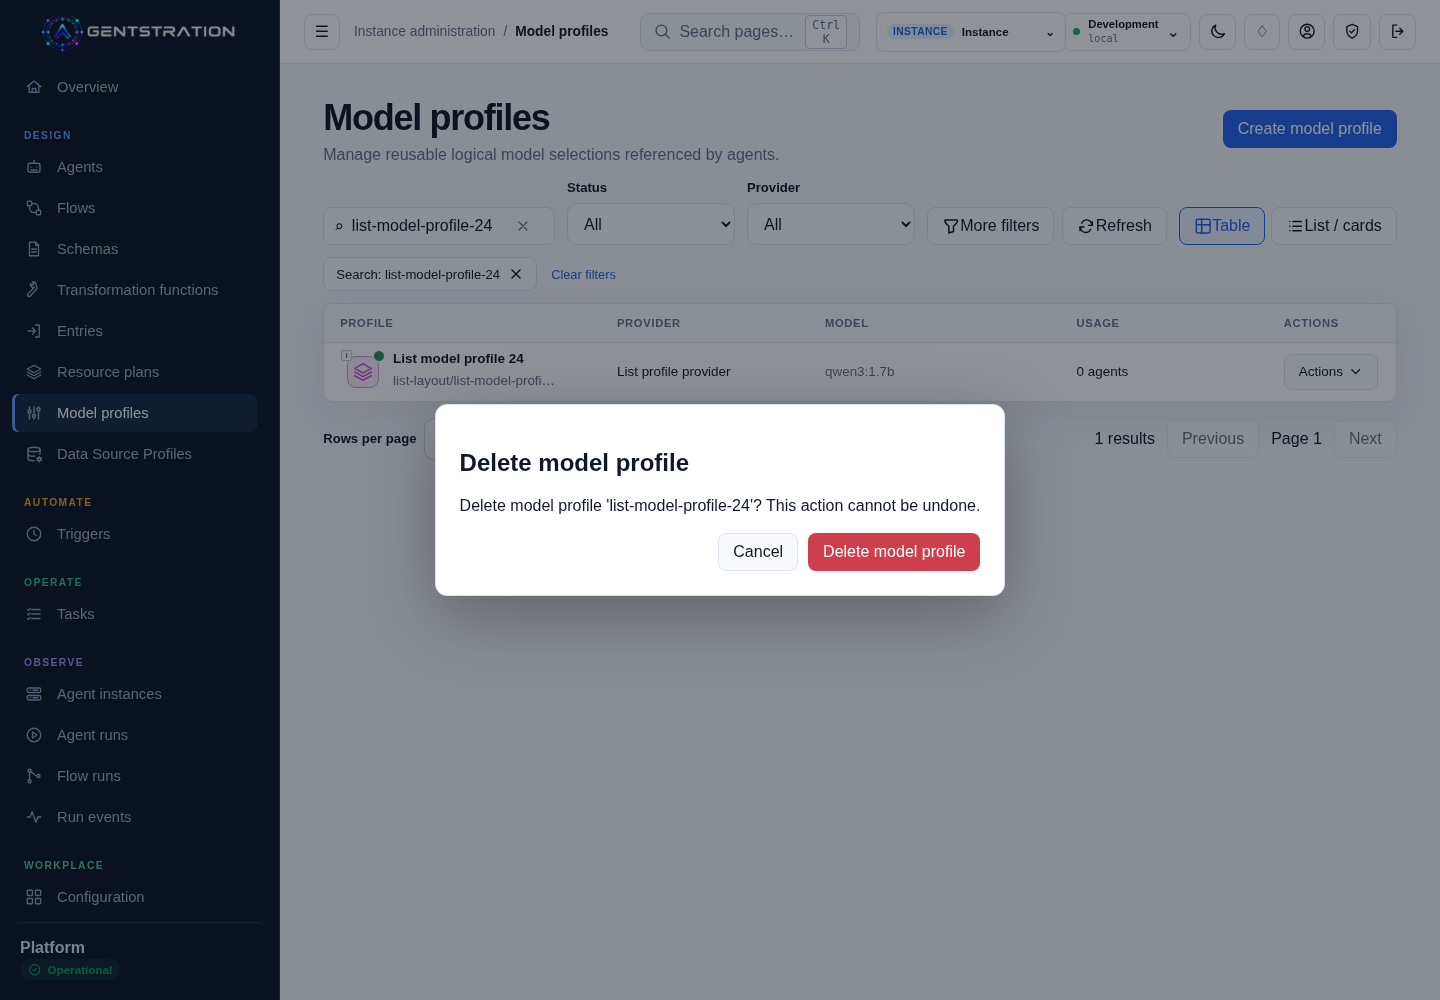 GENTSTRATION
Overview
DESIGN
Agents
Flows
Schemas
Transformation functions
Entries
Resource plans
Model profiles
Data Source Profiles
AUTOMATE
Triggers
OPERATE
Tasks
OBSERVE
Agent instances
Agent runs
Flow runs
Run events
WORKPLACE
Configuration
Platform
Operational
Instance administration / Model profiles
Search pages…
Ctrl K
INSTANCE Instance
Development
local
Model profiles
Manage reusable logical model selections referenced by agents.
Create model profile
Status
Provider
list-model-profile-24
All
All
More filters
Refresh
Table
List / cards
Search: list-model-profile-24
Clear filters
PROFILE PROVIDER MODEL USAGE ACTIONS
I
List model profile 24
list-layout/list-model-profi…
List profile provider
qwen3:1.7b
0 agents
Actions
Rows per page
1 results
Previous
Page 1
Next
Delete model profile
Delete model profile 'list-model-profile-24'? This action cannot be undone.
Cancel
Delete model profile